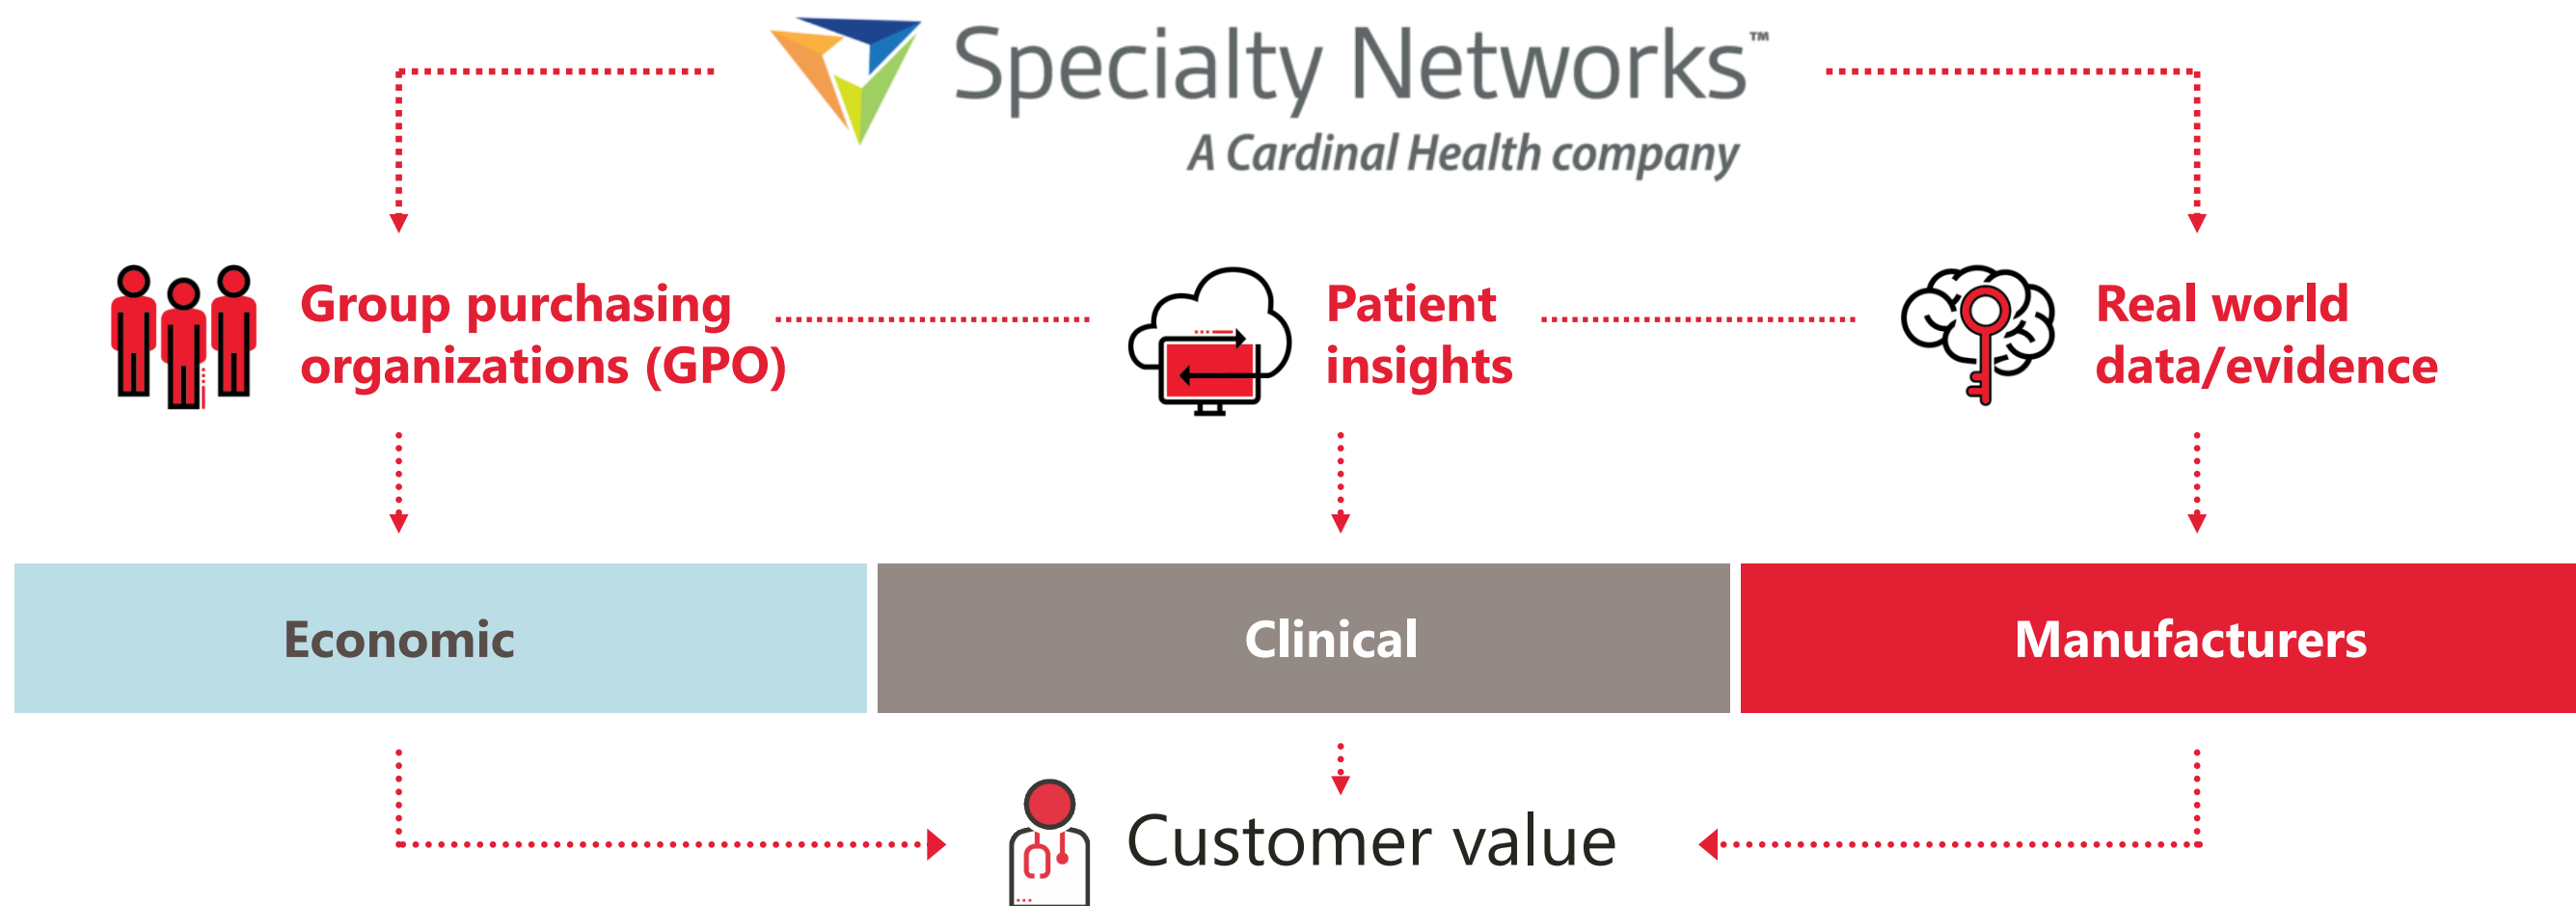 Specialty Networks™
A Cardinal Health company
Group purchasing
organizations (GPO)
Patient
insights
Real world
data/evidence
Economic
Clinical
Manufacturers
Customer value